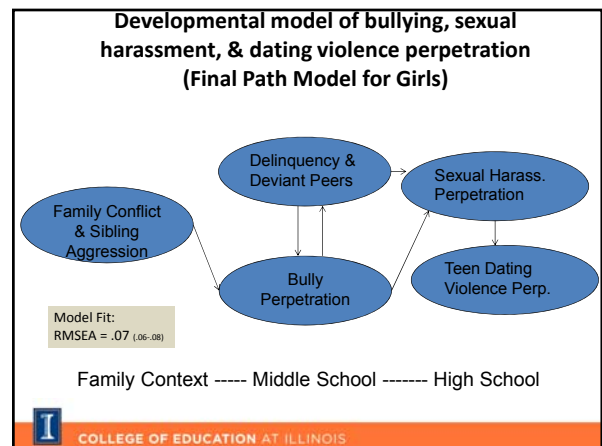 Developmental model of bullying, sexual
harassment, & dating violence perpetration
(Final Path Model for Girls)
Delinquency &
Deviant Peers
Sexual Harass.
Perpetration
Family Conflict
& Sibling
Aggression
Bully
Perpetration
Teen Dating
Violence Perp.
Model Fit:
RMSEA = .07 (.06-.08)
Family Context ----- Middle School ------- High School
I
COLLEGE OF EDUCATION AT ILLINOIS